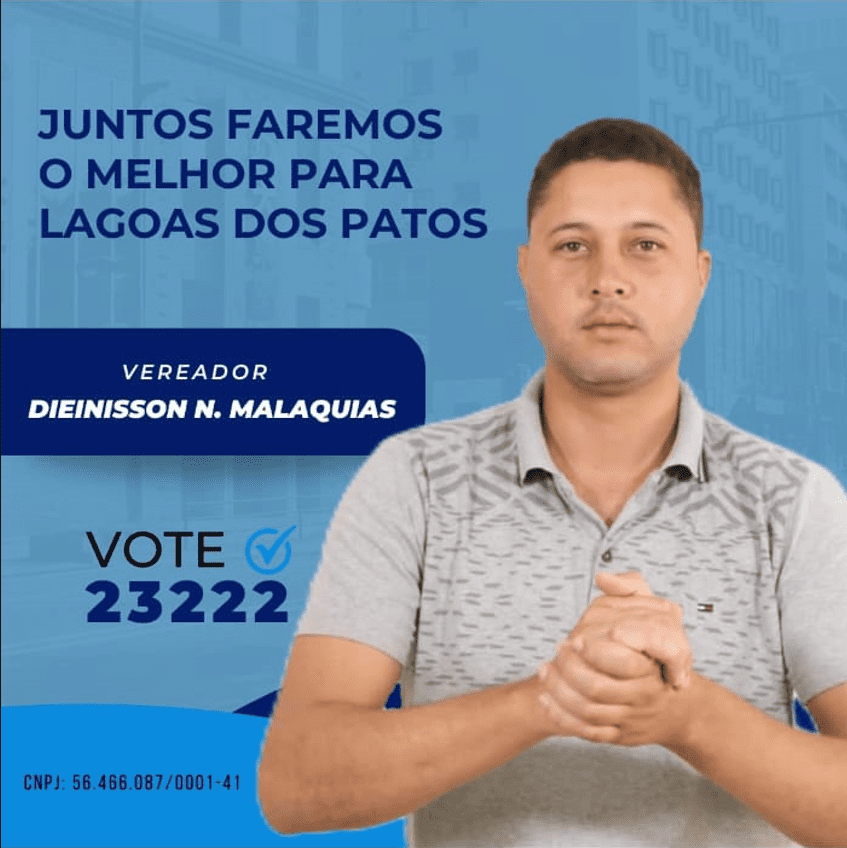 JUNTOS FAREMOS
O MELHOR PARA
LAGOAS DOS PATOS
VEREADOR
DIEINISSON N. MALAQUIAS
VOTE
23222
CNPJ: 56.466.087/0001-41